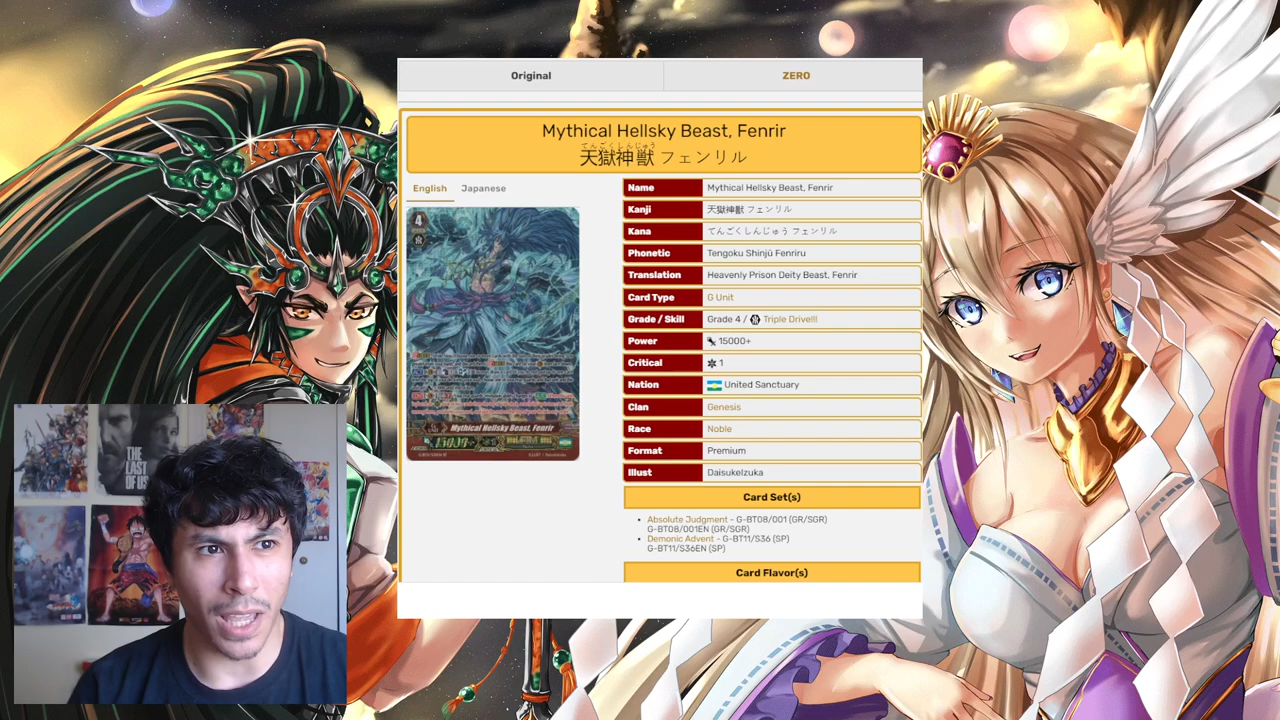 Original
ZERO
Mythical Hellsky Beast, Fenrir
てんごくしんじゅう
天獄神獣 フェンリル
English
Japanese
Name Mythical Hellsky Beast, Fenrir
Kanji 天獄神獣 フェンリル
Kana てんごくしんじゅう フェンリル
Phonetic Tengoku Shinjū Fenriru
Translation Heavenly Prison Deity Beast, Fenrir
Card Type G Unit
Grade / Skill Grade 4 / Triple Drive!!!
Power 15000+
Critical 1
Nation United Sanctuary
Clan Genesis
Race Noble
Format Premium
Illust DaisukeIzuka
4
Mythical Hellsky Beast, Fenrir
15000+
Card Set(s)
Absolute Judgment - G-BT08/001 (GR/SGR)
G-BT08/001EN (GR/SGR)
Demonic Advent - G-BT11/S36 (SP)
G-BT11/S36EN (SP)
Card Flavor(s)
THE
LAST
OF US